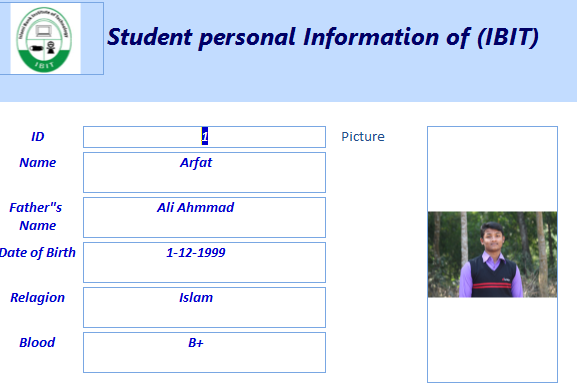 Student personal Information of (IBIT)
IBIT
ID
1
Picture
Name
Arfat
Father"s
Name
Ali Ahmmad
Date of Birth
1-12-1999
Relagion
Islam
Blood
B+